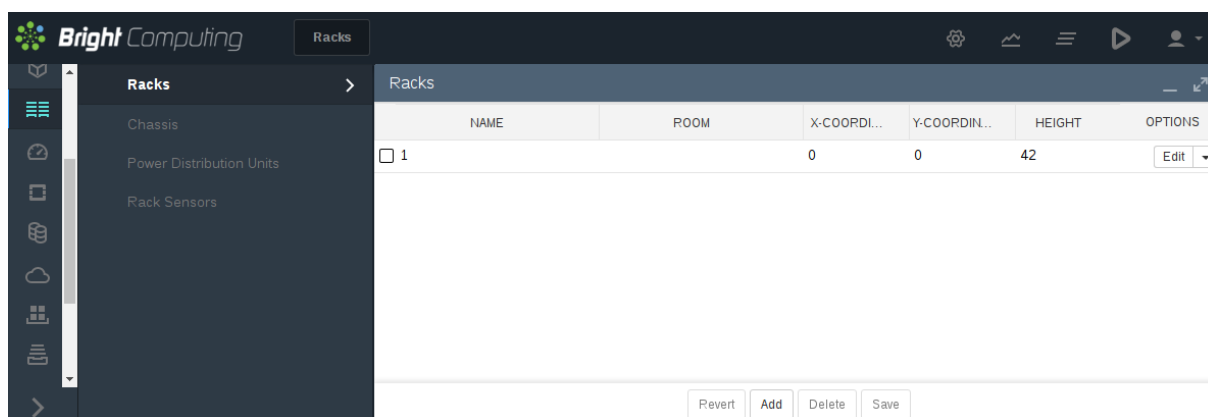 Bright Computing
Racks
Racks
Chassis
Power Distribution Units
Rack Sensors
Racks
NAME ROOM X-COORDI... Y-COORDIN... HEIGHT OPTIONS
1 0 0 42 Edit
Revert Add Delete Save